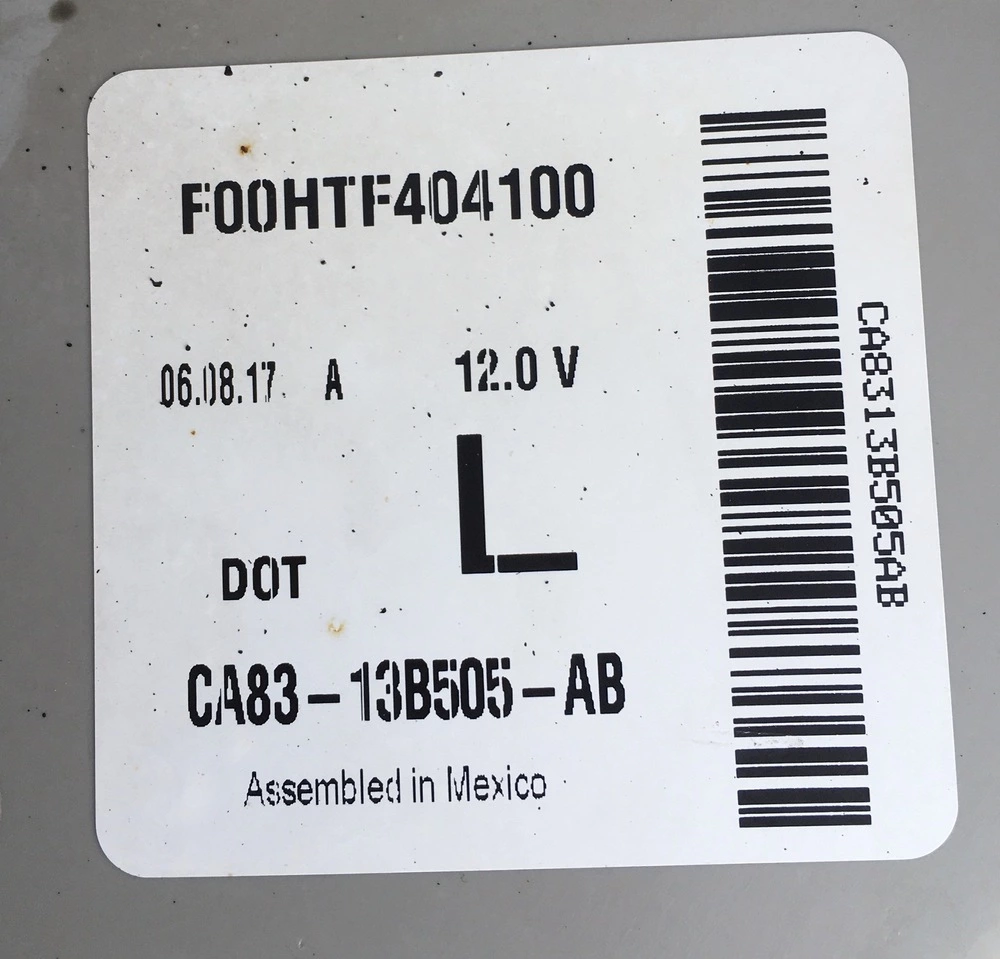 F00HTF404100
06.08.17 A 12.0 V
L
DOT
CA83-13B505-AB
Assembled in Mexico
CA8313B505AB